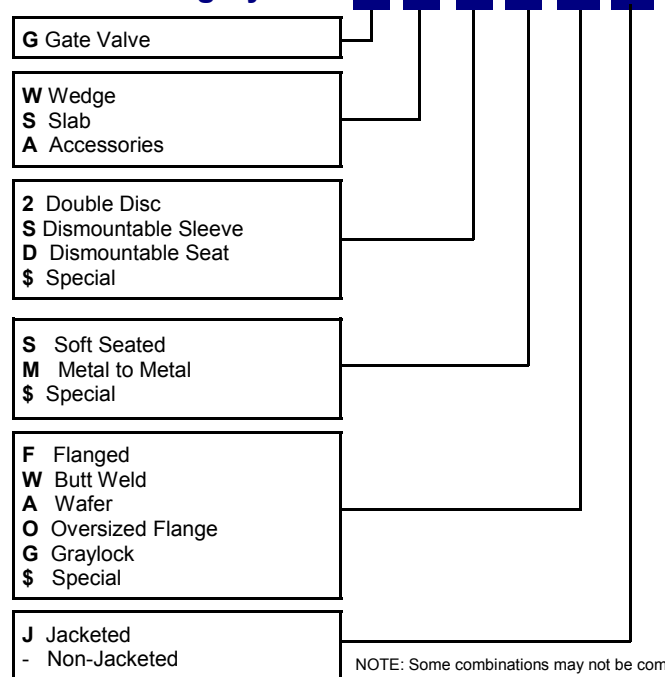 G Gate Valve
W Wedge
S Slab
A Accessories
2 Double Disc
S Dismountable Sleeve
D Dismountable Seat
$ Special
S Soft Seated
M Metal to Metal
$ Special
F Flanged
W Butt Weld
A Wafer
O Oversized Flange
G Graylock
$ Special
J Jacketed
- Non-Jacketed
NOTE: Some combinations may not be com